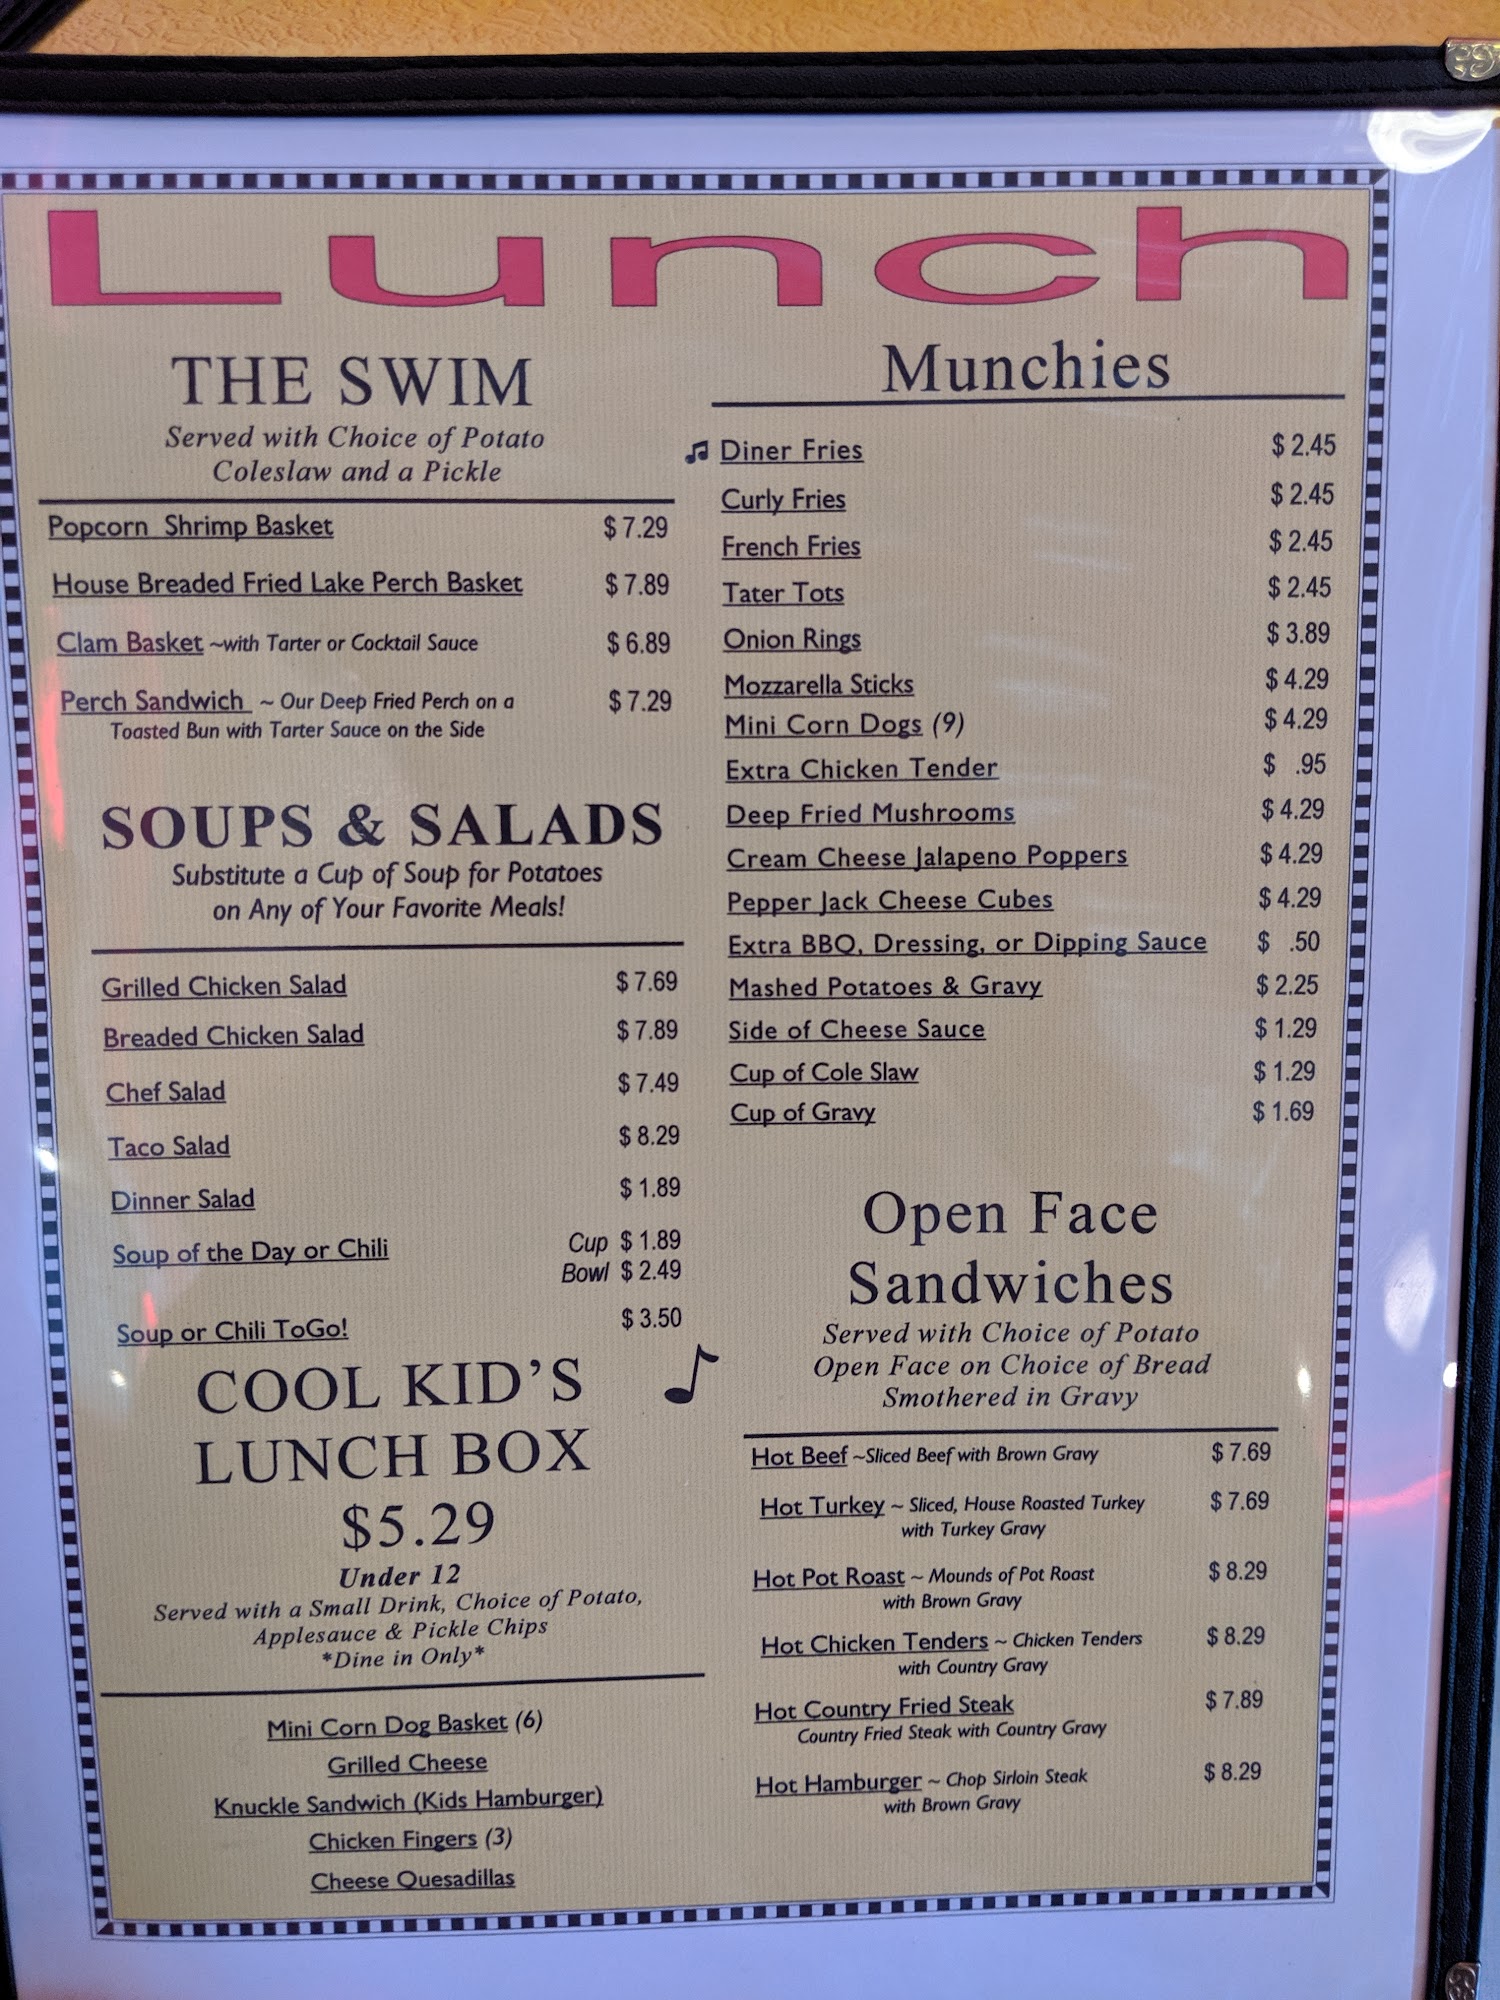 Lunch
THE SWIM
Served with Choice of Potato
Coleslaw and a Pickle
Popcorn Shrimp Basket $ 7.29
House Breaded Fried Lake Perch Basket $ 7.89
Clam Basket ~with Tarter or Cocktail Sauce $ 6.89
Perch Sandwich ~ Our Deep Fried Perch on a $ 7.29
Toasted Bun with Tarter Sauce on the Side
SOUPS & SALADS
Substitute a Cup of Soup for Potatoes
on Any of Your Favorite Meals!
Grilled Chicken Salad $ 7.69
Breaded Chicken Salad $ 7.89
Chef Salad $ 7.49
Taco Salad $ 8.29
Dinner Salad $ 1.89
Soup of the Day or Chili Cup $ 1.89
Bowl $ 2.49
Soup or Chili ToGo! $ 3.50
COOL KID'S
LUNCH BOX
$5.29
Under 12
Served with a Small Drink, Choice of Potato,
Applesauce & Pickle Chips
*Dine in Only*
Mini Corn Dog Basket (6)
Grilled Cheese
Knuckle Sandwich (Kids Hamburger)
Chicken Fingers (3)
Cheese Quesadillas
Munchies
Diner Fries $ 2.45
Curly Fries $ 2.45
French Fries $ 2.45
Tater Tots $ 2.45
Onion Rings $ 3.89
Mozzarella Sticks $ 4.29
Mini Corn Dogs (9) $ 4.29
Extra Chicken Tender $ .95
Deep Fried Mushrooms $ 4.29
Cream Cheese Jalapeno Poppers $ 4.29
Pepper Jack Cheese Cubes $ 4.29
Extra BBQ, Dressing, or Dipping Sauce $ .50
Mashed Potatoes & Gravy $ 2.25
Side of Cheese Sauce $ 1.29
Cup of Cole Slaw $ 1.29
Cup of Gravy $ 1.69
Open Face
Sandwiches
Served with Choice of Potato
Open Face on Choice of Bread
Smothered in Gravy
Hot Beef ~Sliced Beef with Brown Gravy $ 7.69
Hot Turkey ~ Sliced, House Roasted Turkey $ 7.69
with Turkey Gravy
Hot Pot Roast ~ Mounds of Pot Roast $ 8.29
with Brown Gravy
Hot Chicken Tenders ~ Chicken Tenders $ 8.29
with Country Gravy
Hot Country Fried Steak $ 7.89
Country Fried Steak with Country Gravy
Hot Hamburger ~ Chop Sirloin Steak $ 8.29
with Brown Gravy